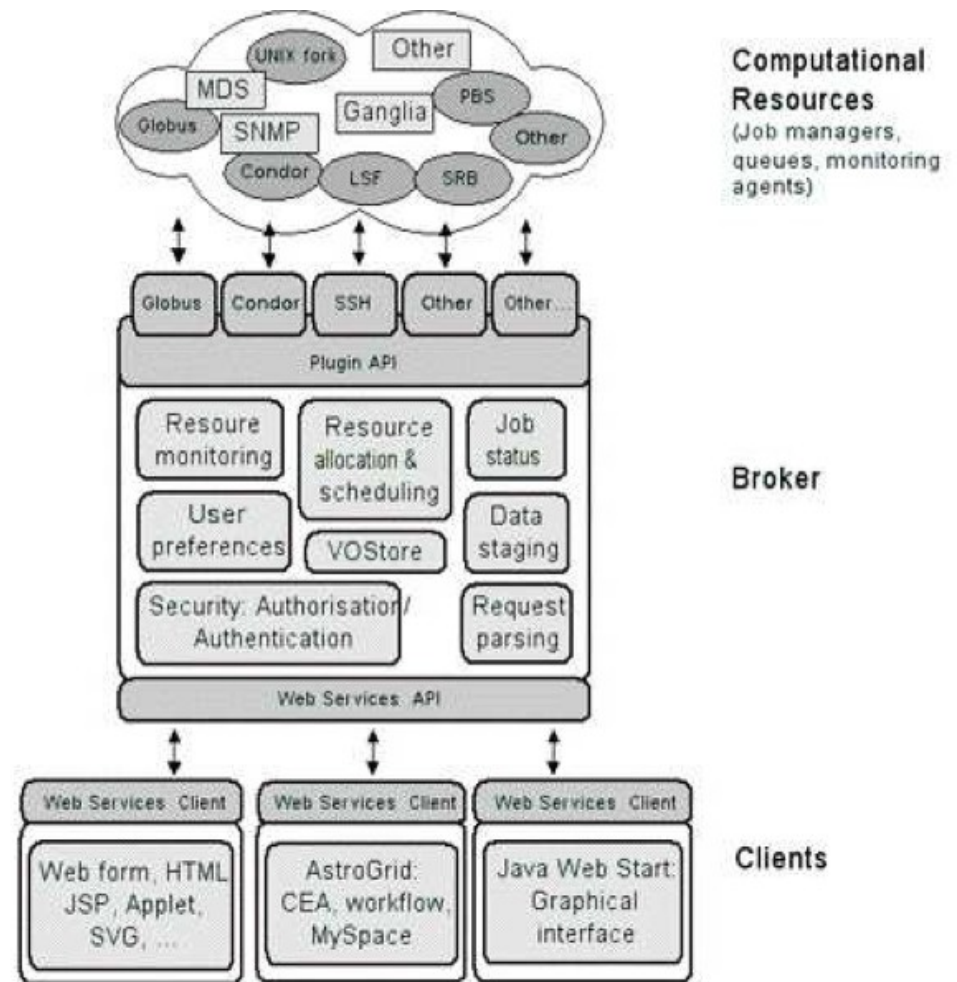 UNIX fork
Other
MDS
PBS
Ganglia
Globus
SNMP
Other
Condor
LSF
SRB
Computational
Resources
(Job managers,
queues, monitoring
agents)
Globus
Condor
SSH
Other
Other...
Plugin API
Resoure
monitoring
Resource
allocation &
scheduling
Job
status
User
preferences
VOStore
Data
staging
Security: Authorisation/
Authentication
Request
parsing
Broker
Web Services API
Web Services Client
Web Services Client
Web Services Client
Web form, HTML
JSP, Applet,
SVG, ...
AstroGrid:
CEA, workflow,
MySpace
Java Web Start:
Graphical
interface
Clients